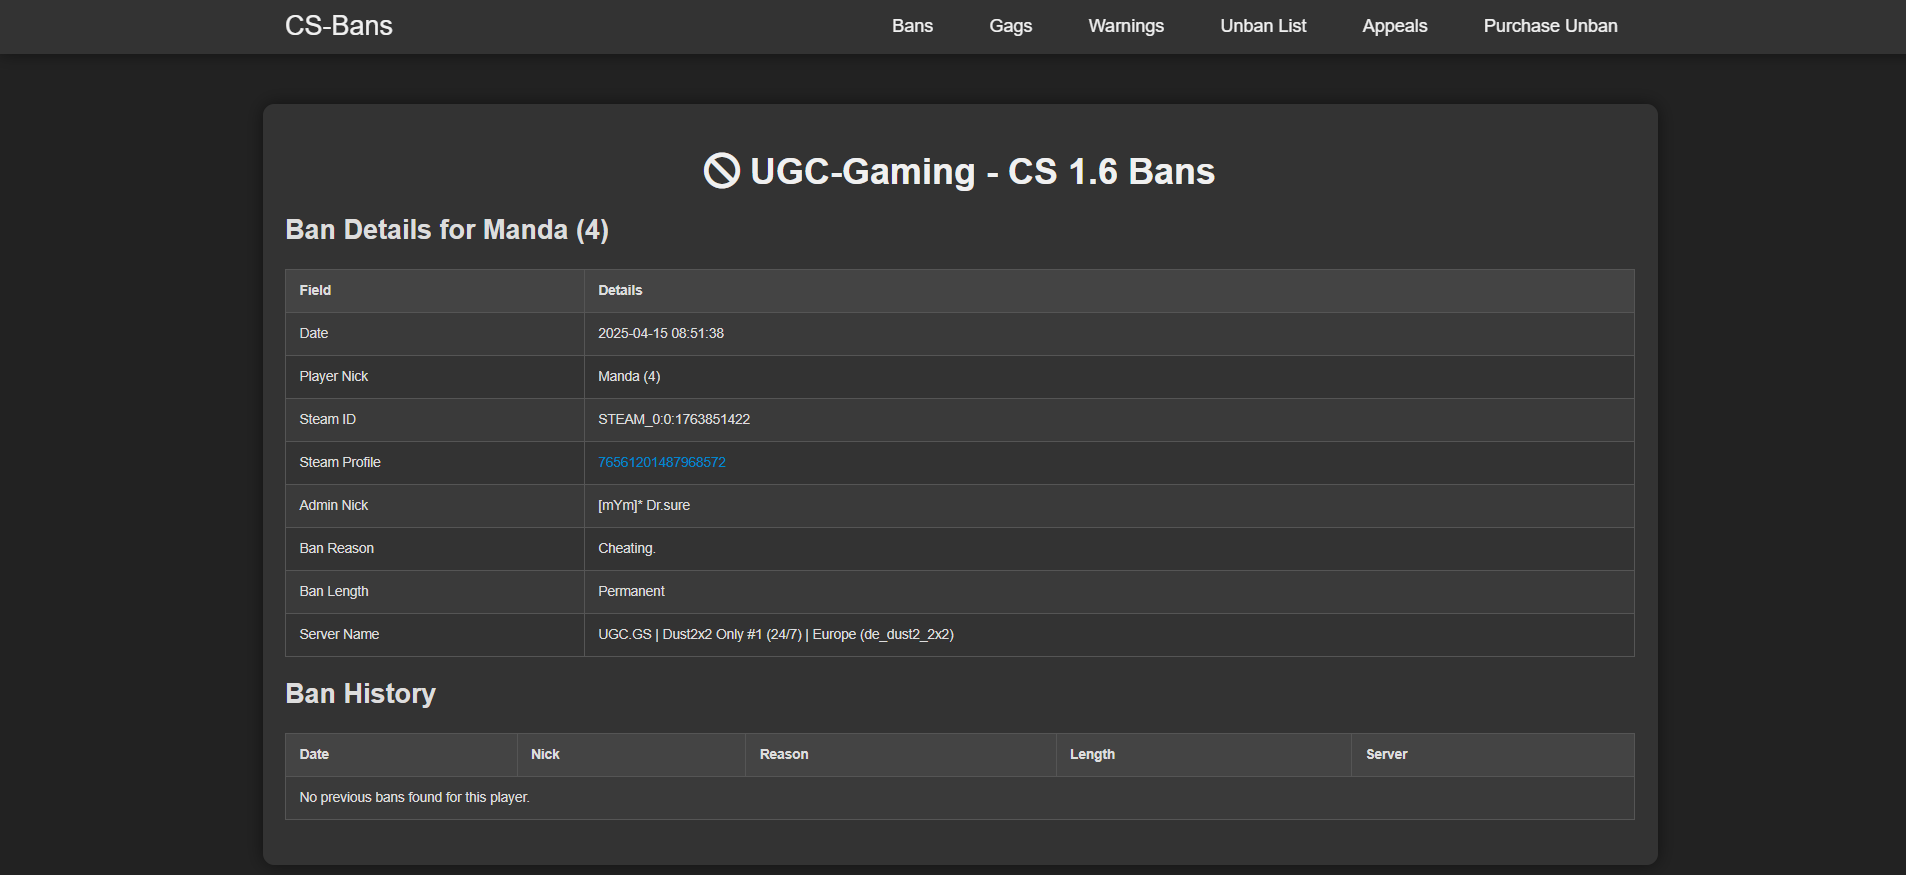 CS-Bans Bans Gags Warnings Unban List Appeals Purchase Unban
UGC-Gaming - CS 1.6 Bans
Ban Details for Manda (4)
Field Details
Date 2025-04-15 08:51:38
Player Nick Manda (4)
Steam ID STEAM_0:0:1763851422
Steam Profile 76561201487968572
Admin Nick [mYm]* Dr.sure
Ban Reason Cheating.
Ban Length Permanent
Server Name UGC.GS | Dust2x2 Only #1 (24/7) | Europe (de_dust2_2x2)
Ban History
Date Nick Reason Length Server
No previous bans found for this player.